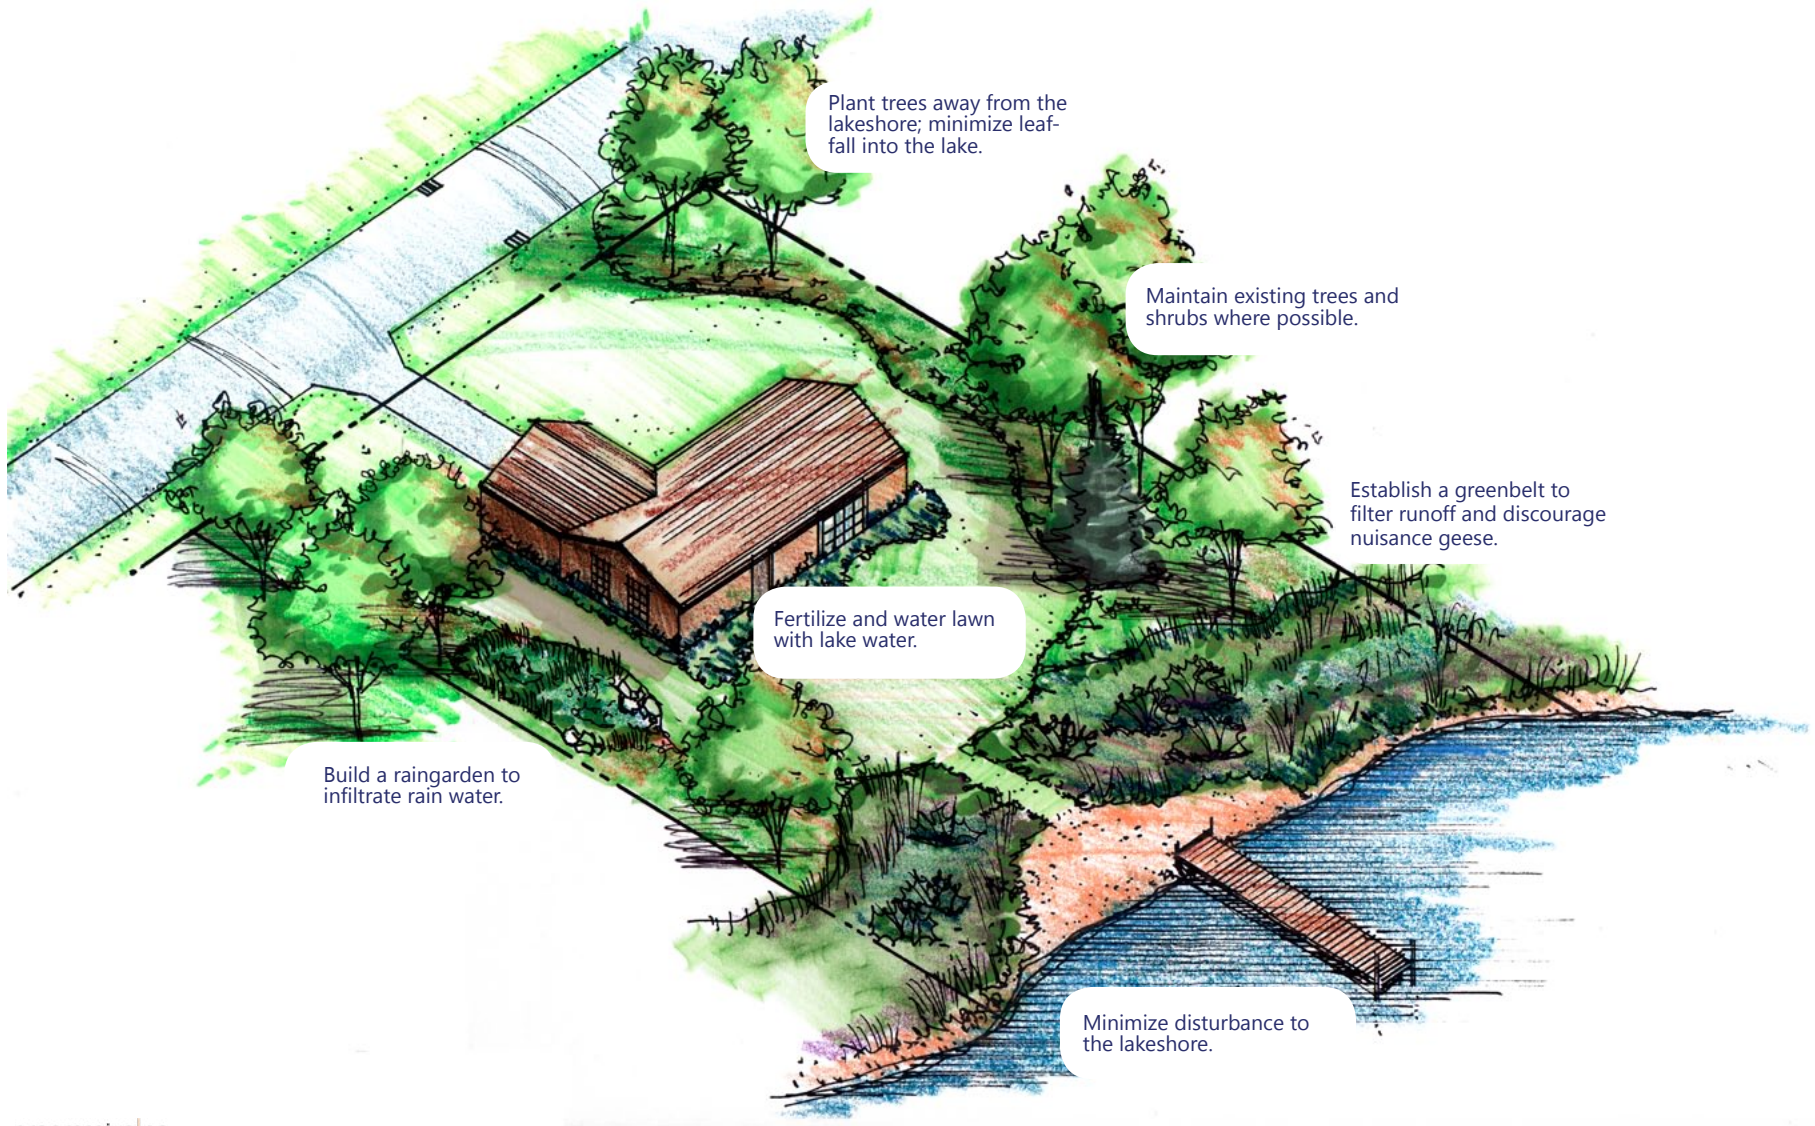 Plant trees away from the
lakeshore; minimize leaf-
fall into the lake.
Maintain existing trees and
shrubs where possible.
Establish a greenbelt to
filter runoff and discourage
nuisance geese.
Fertilize and water lawn
with lake water.
Build a raingarden to
infiltrate rain water.
Minimize disturbance to
the lakeshore.